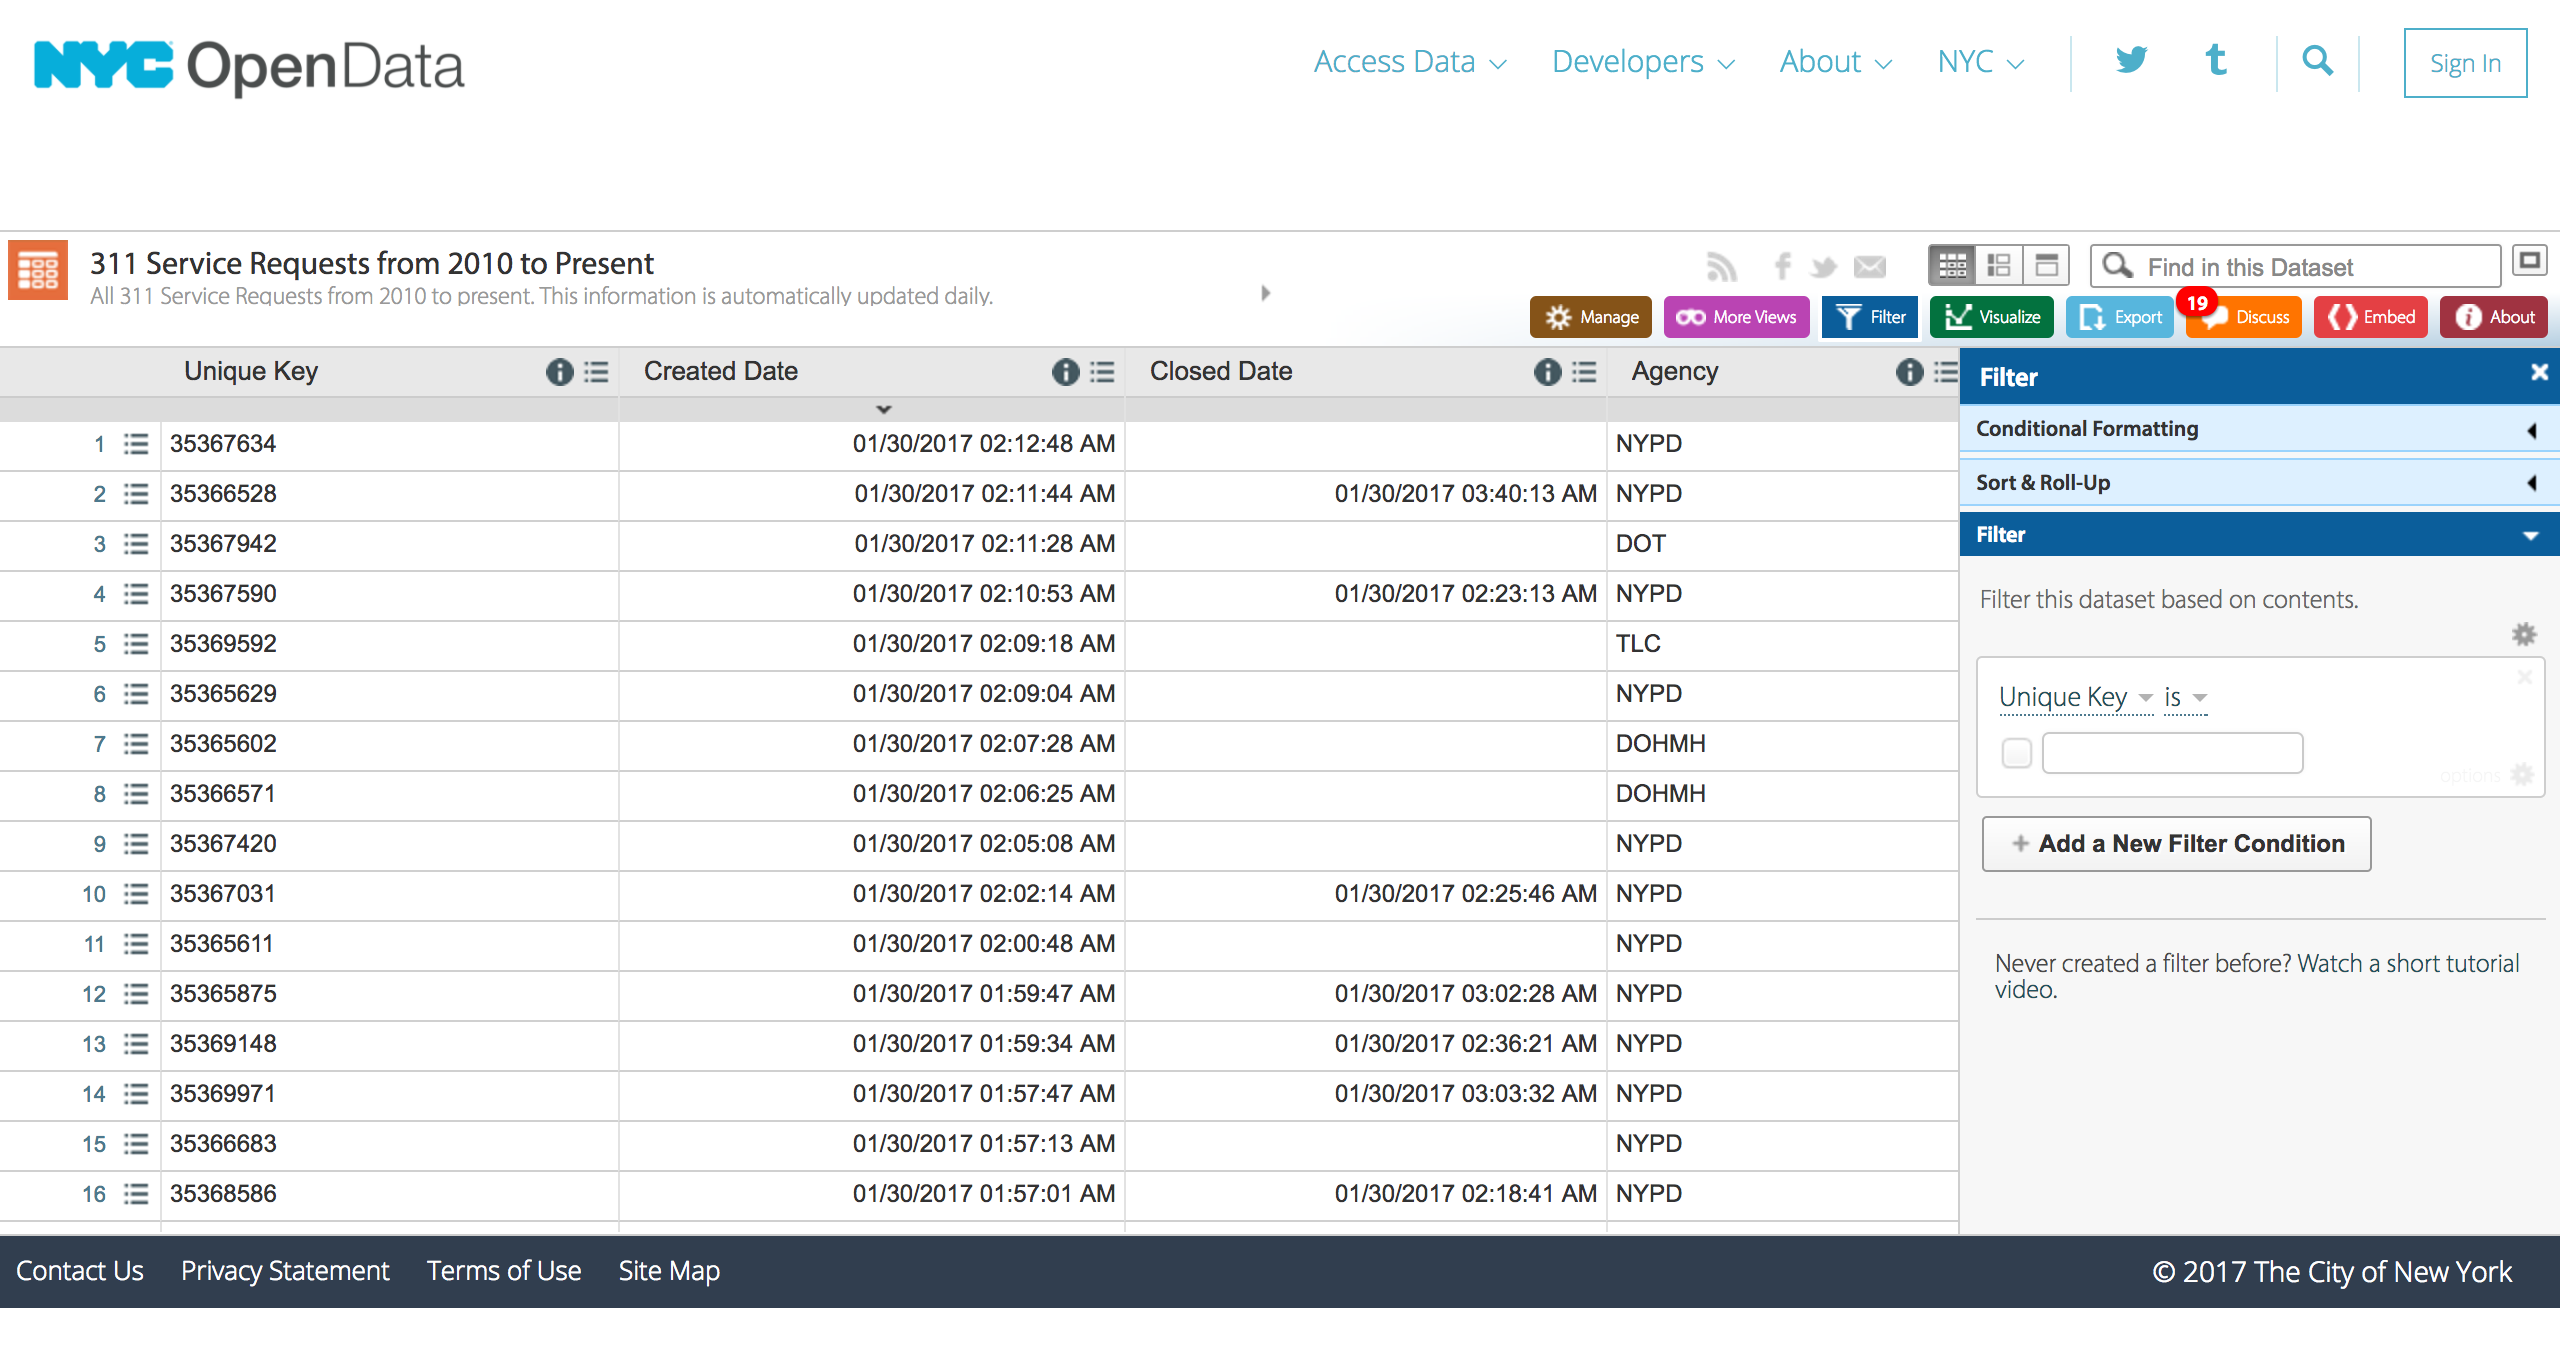 NYC OpenData
Access Data Developers About NYC Sign In
311 Service Requests from 2010 to Present
All 311 Service Requests from 2010 to present. This information is automatically updated daily.
Find in this Dataset
Manage More Views Filter Visualize Export 19 Discuss Embed About
Unique Key Created Date Closed Date Agency
1 35367634 01/30/2017 02:12:48 AM NYPD
2 35366528 01/30/2017 02:11:44 AM 01/30/2017 03:40:13 AM NYPD
3 35367942 01/30/2017 02:11:28 AM DOT
4 35367590 01/30/2017 02:10:53 AM 01/30/2017 02:23:13 AM NYPD
5 35369592 01/30/2017 02:09:18 AM TLC
6 35365629 01/30/2017 02:09:04 AM NYPD
7 35365602 01/30/2017 02:07:28 AM DOHMH
8 35366571 01/30/2017 02:06:25 AM DOHMH
9 35367420 01/30/2017 02:05:08 AM NYPD
10 35367031 01/30/2017 02:02:14 AM 01/30/2017 02:25:46 AM NYPD
11 35365611 01/30/2017 02:00:48 AM NYPD
12 35365875 01/30/2017 01:59:47 AM 01/30/2017 03:02:28 AM NYPD
13 35369148 01/30/2017 01:59:34 AM 01/30/2017 02:36:21 AM NYPD
14 35369971 01/30/2017 01:57:47 AM 01/30/2017 03:03:32 AM NYPD
15 35366683 01/30/2017 01:57:13 AM NYPD
16 35368586 01/30/2017 01:57:01 AM 01/30/2017 02:18:41 AM NYPD
Filter
Conditional Formatting
Sort & Roll-Up
Filter
Filter this dataset based on contents.
Unique Key is
options
+ Add a New Filter Condition
Never created a filter before? Watch a short tutorial
video.
Contact Us Privacy Statement Terms of Use Site Map © 2017 The City of New York